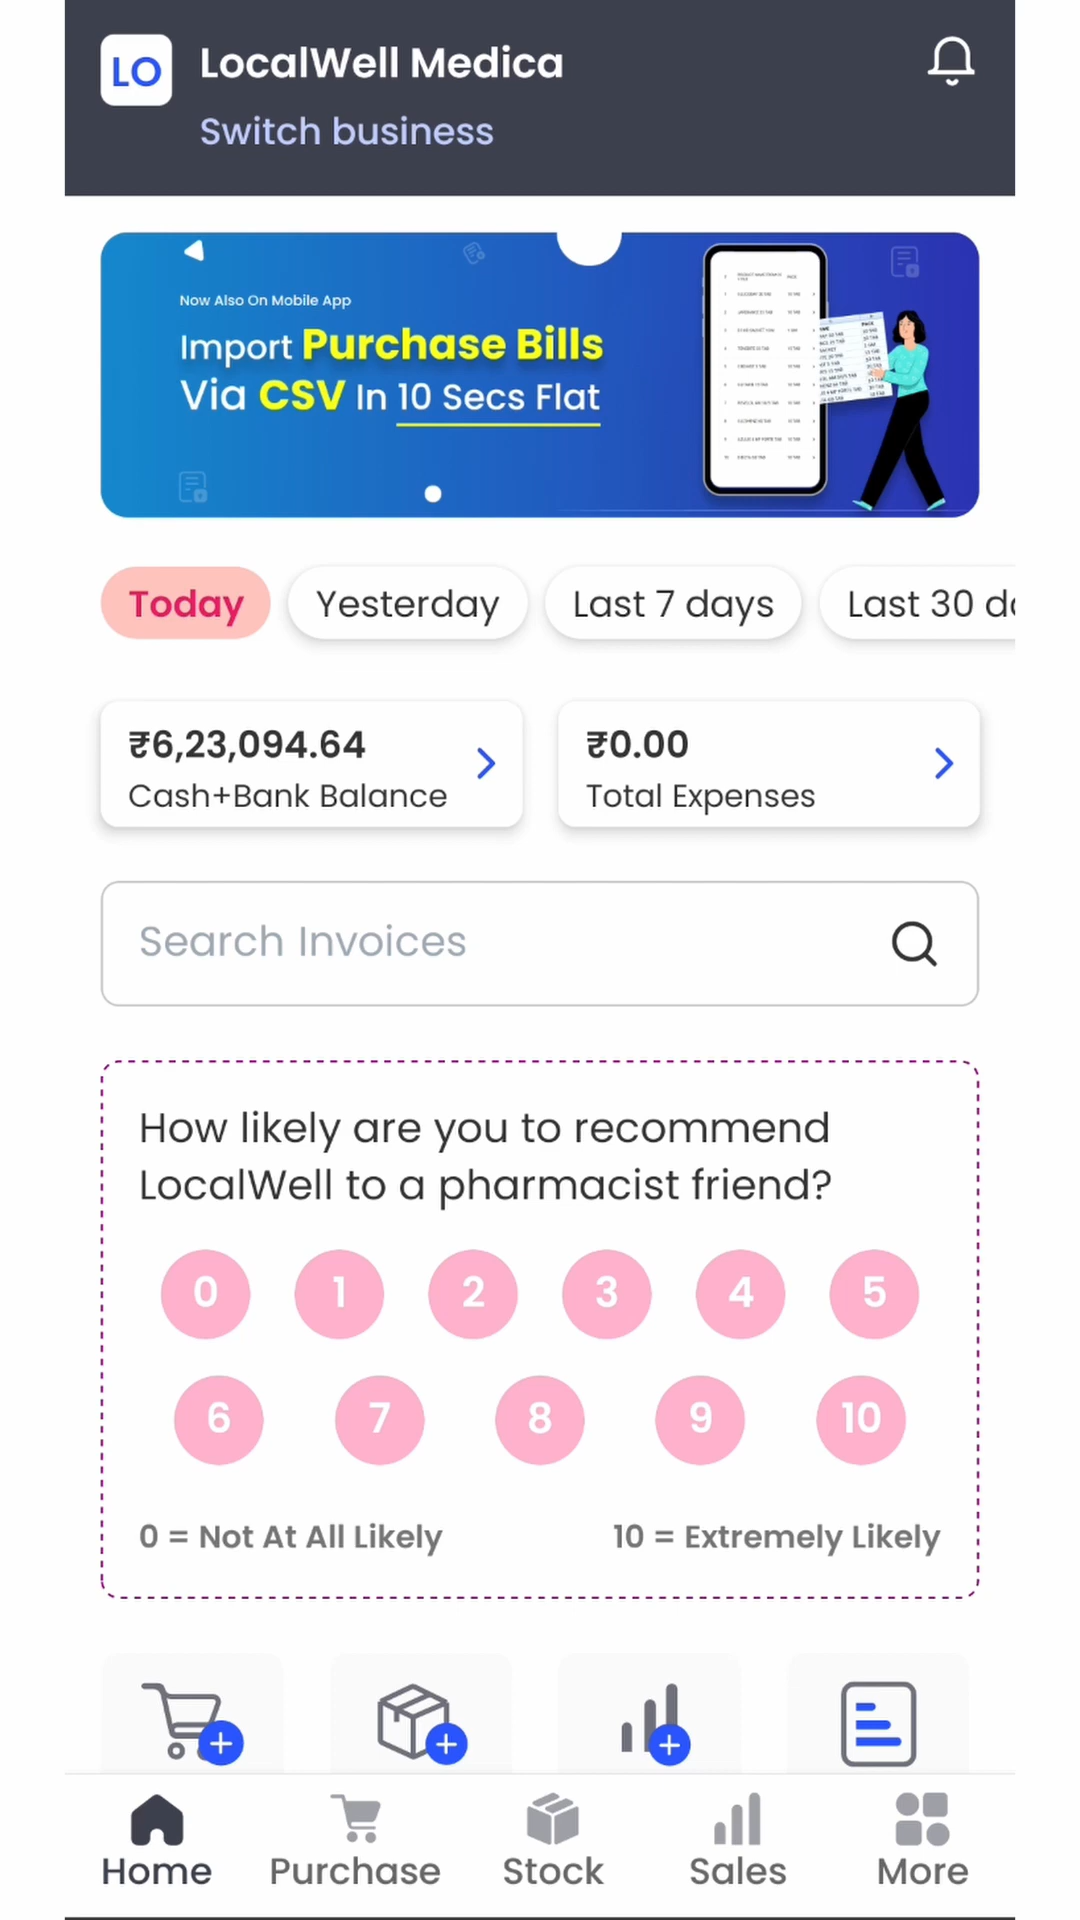 LO
LocalWell Medica
Switch business
Now Also On Mobile App
Import Purchase Bills
Via CSV In 10 Secs Flat
Today
Yesterday
Last 7 days
Last 30 da
₹6,23,094.64
Cash+Bank Balance
₹0.00
Total Expenses
Search Invoices
How likely are you to recommend
LocalWell to a pharmacist friend?
0 1 2 3 4 5
6 7 8 9 10
0 = Not At All Likely
10 = Extremely Likely
Home
Purchase
Stock
Sales
More